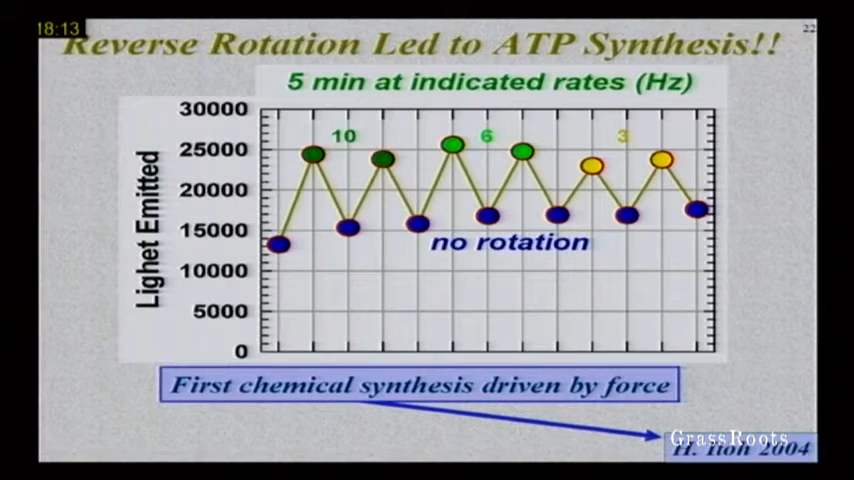 18:13
22
Reverse Rotation Led to ATP Synthesis!!
5 min at indicated rates (Hz)
30000
25000
20000
15000
10000
5000
0
Lighet Emitted
10
6
3
no rotation
First chemical synthesis driven by force
GrassRoots
H. Itoh 2004